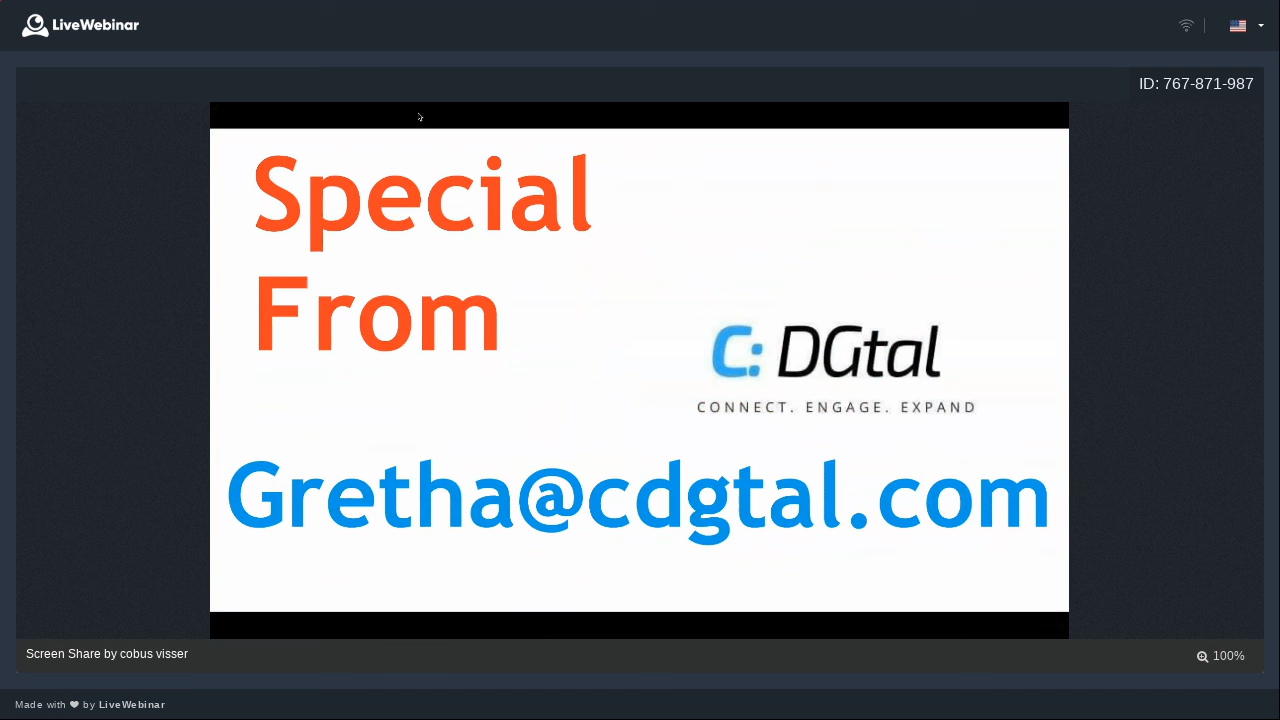 LiveWebinar
ID: 767-871-987
Special
From
C: DGtal
CONNECT. ENGAGE. EXPAND
Gretha@cdgtal.com
Screen Share by cobus visser
100%
Made with ❤ by LiveWebinar